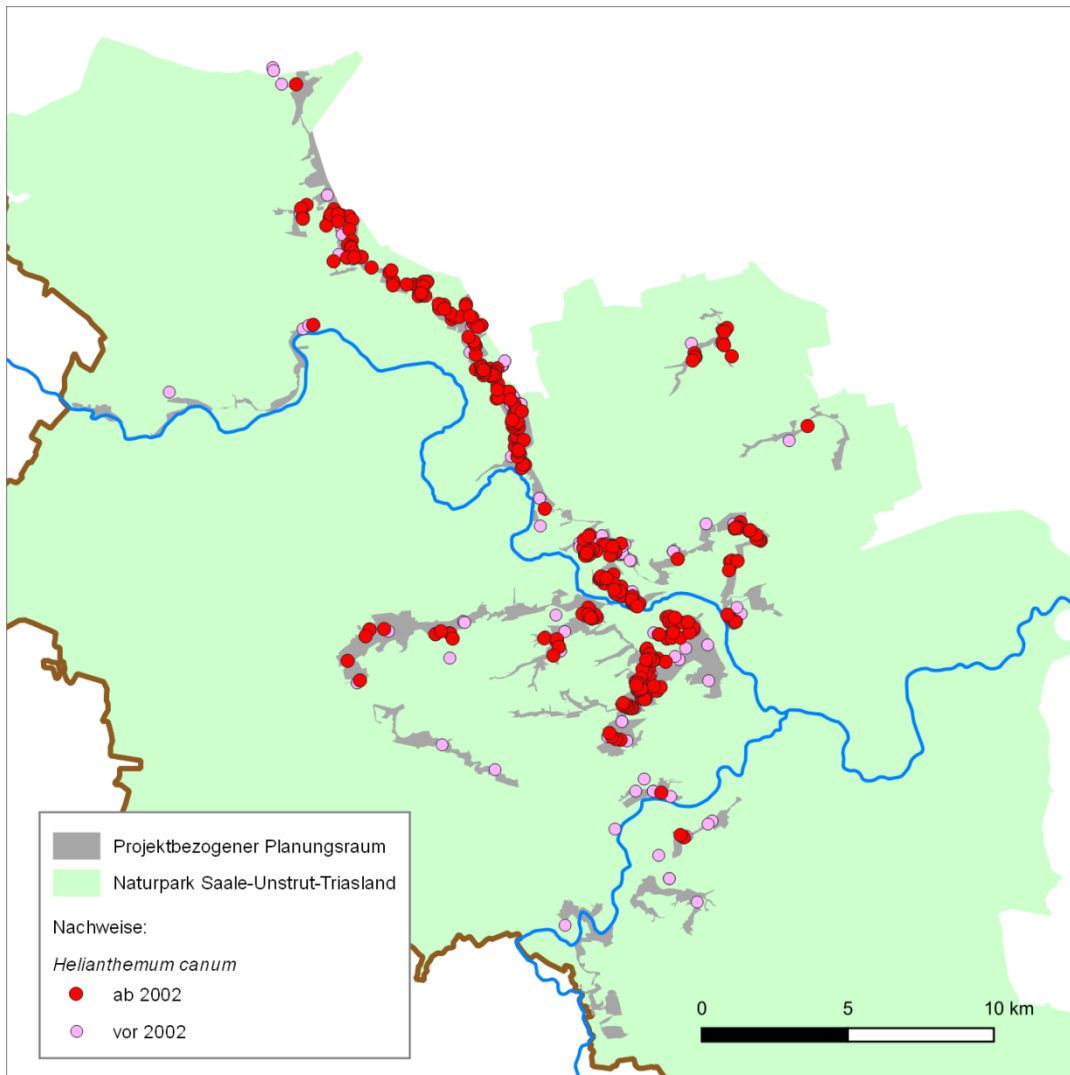 Projektbezogener Planungsraum
Naturpark Saale-Unstrut-Triasland
Nachweise:
Helianthemum canum
ab 2002
vor 2002
0 5 10 km